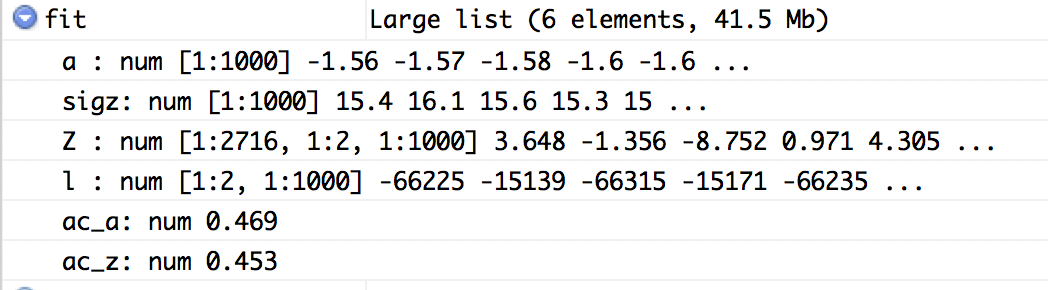 fit Large list (6 elements, 41.5 Mb)
a : num [1:1000] -1.56 -1.57 -1.58 -1.6 -1.6 ...
sigz: num [1:1000] 15.4 16.1 15.6 15.3 15 ...
Z : num [1:2716, 1:2, 1:1000] 3.648 -1.356 -8.752 0.971 4.305 ...
l : num [1:2, 1:1000] -66225 -15139 -66315 -15171 -66235 ...
ac_a: num 0.469
ac_z: num 0.453